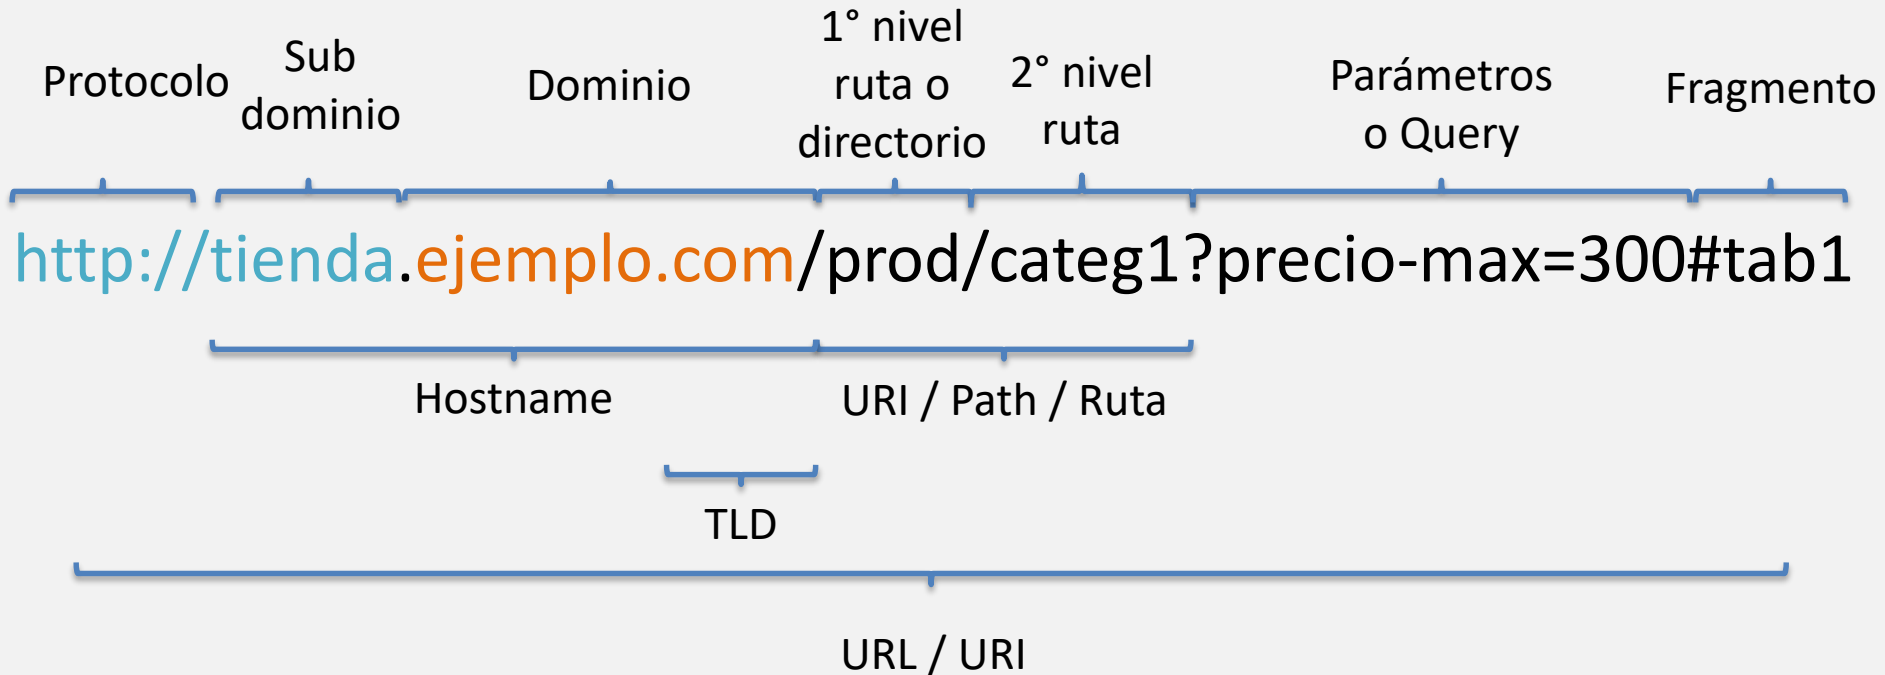 Protocolo
Sub
dominio
Dominio
1° nivel
ruta o
directorio
2° nivel
ruta
Parámetros
o Query
Fragmento
http://tienda.ejemplo.com/prod/categ1?precio-max=300#tab1
Hostname
URI / Path / Ruta
TLD
URL / URI